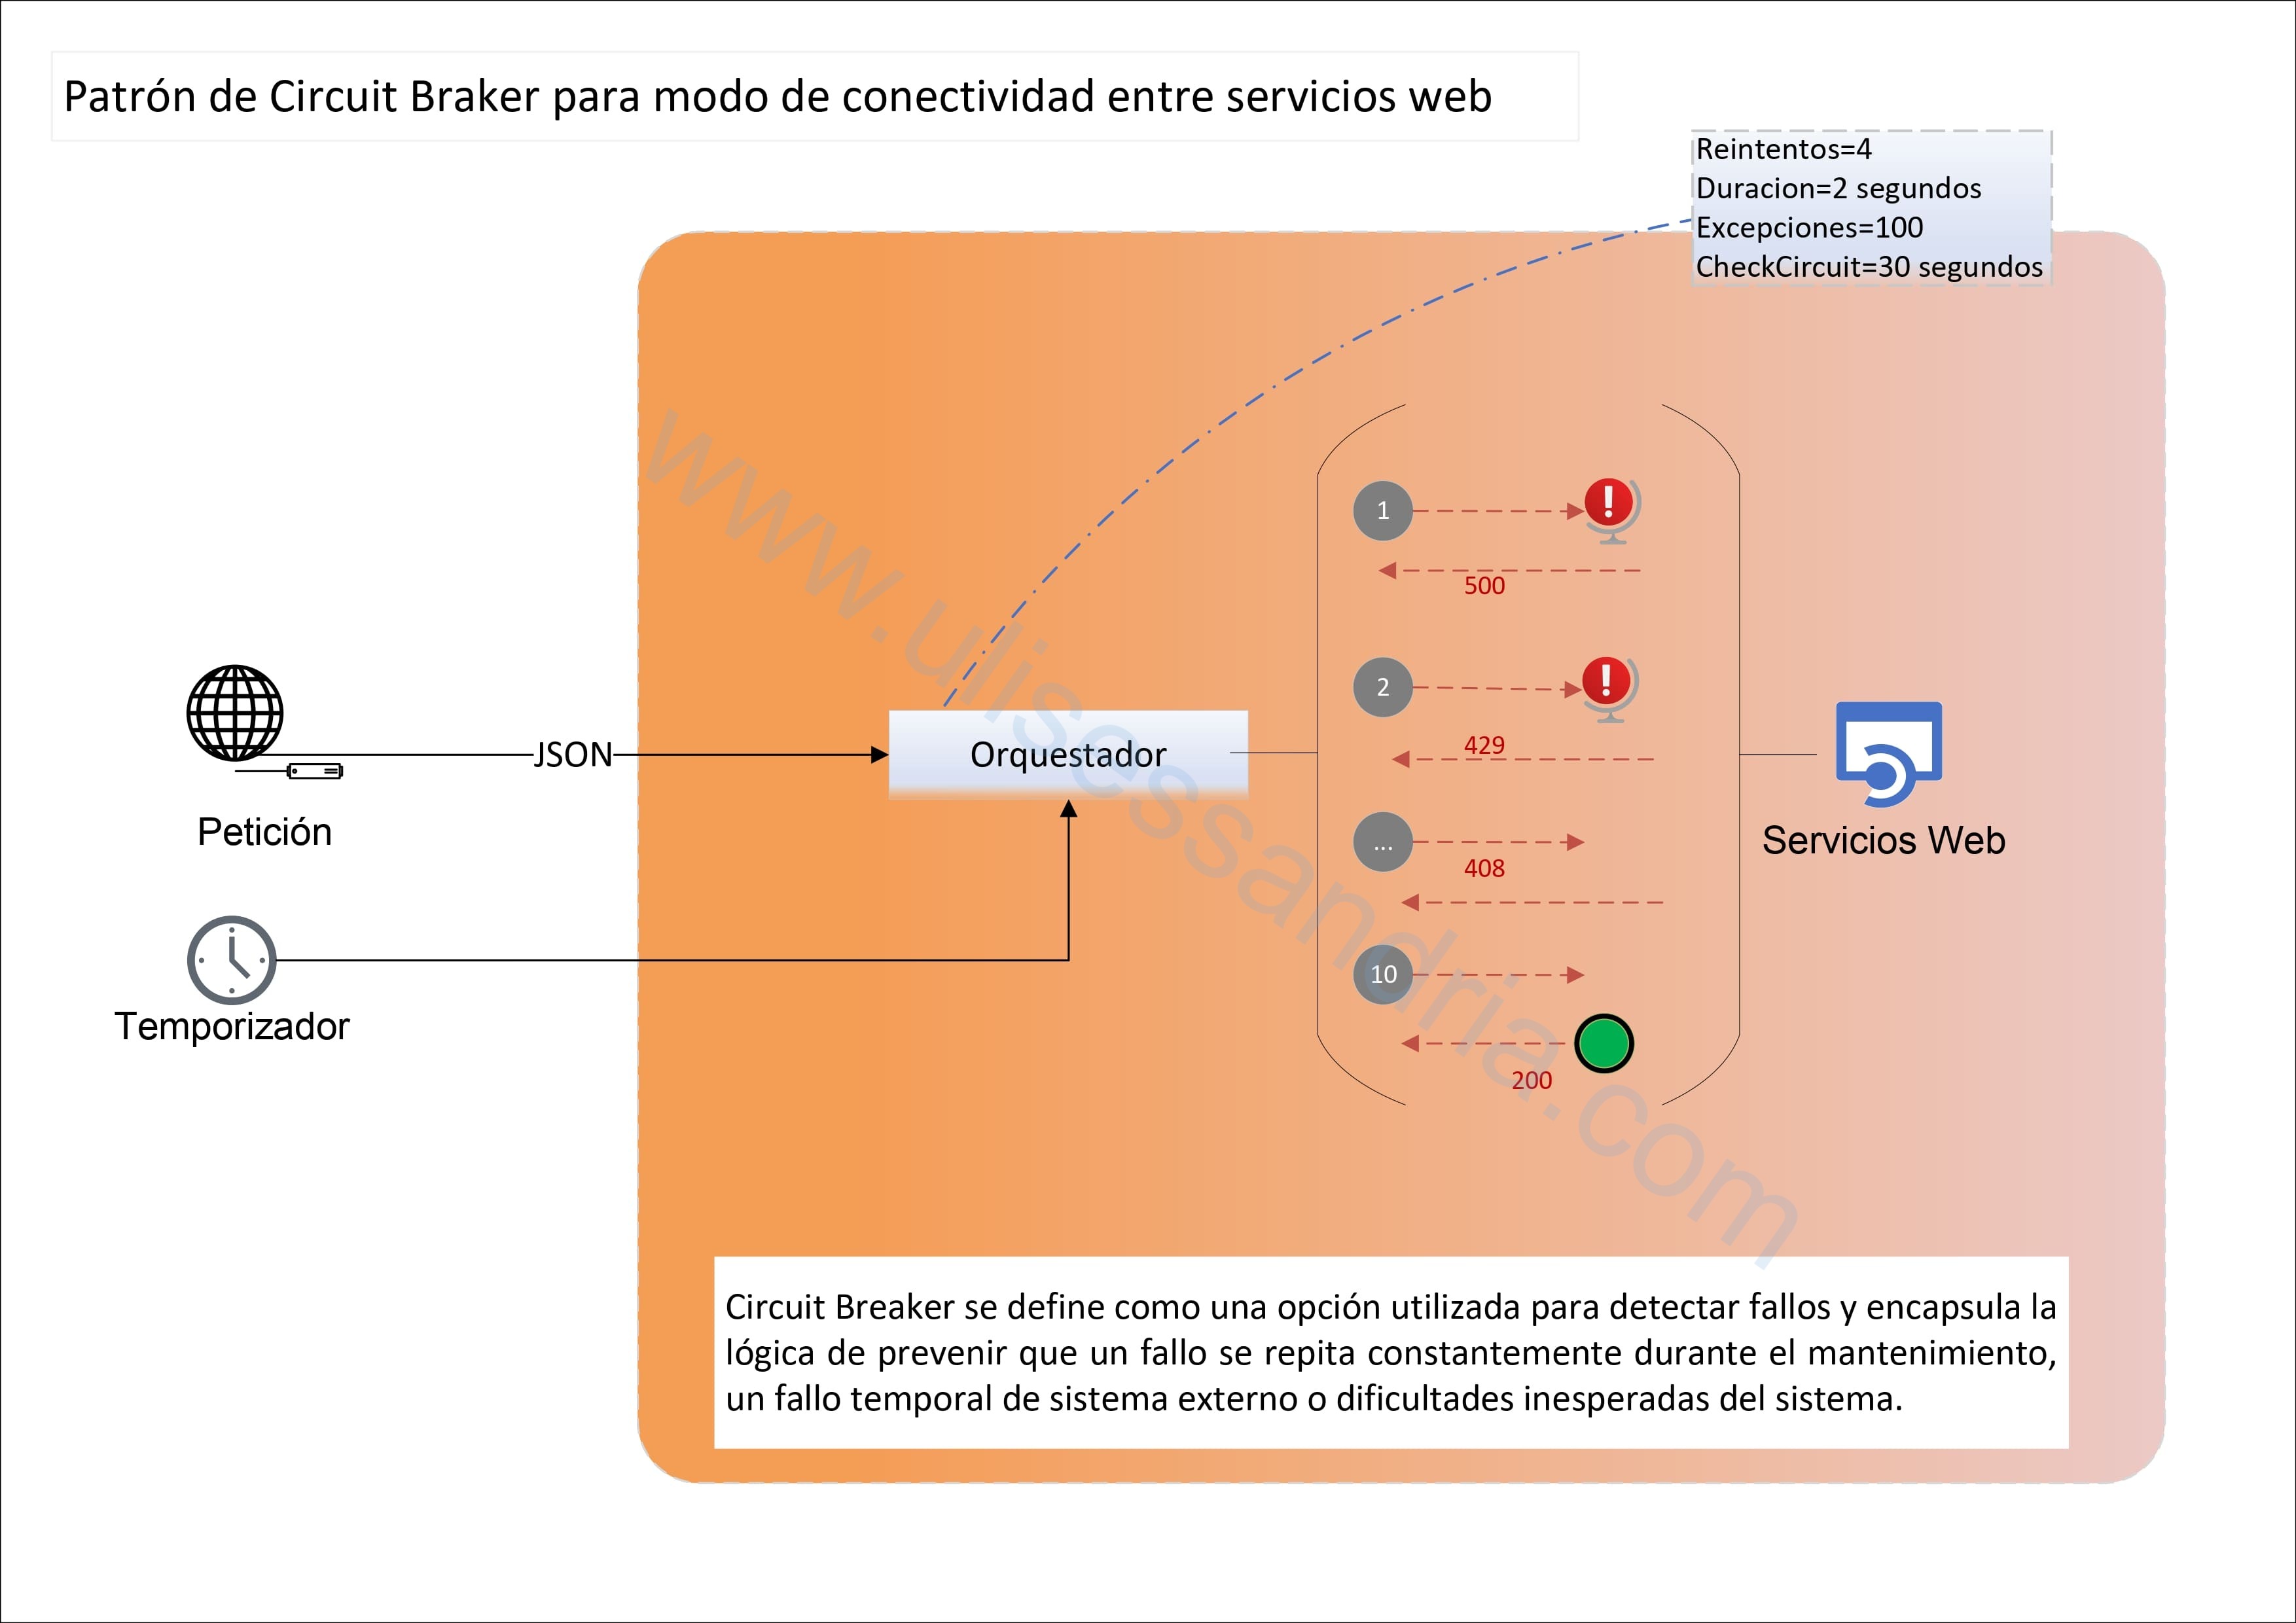 Patrón de Circuit Braker para modo de conectividad entre servicios web
Reintentos=4
Duracion=2 segundos
Excepciones=100
CheckCircuit=30 segundos
1
500
2
429
...
408
10
200
JSON
Orquestador
Petición
Temporizador
Servicios Web
www.ulisessandria.com
Circuit Breaker se define como una opción utilizada para detectar fallos y encapsula la
lógica de prevenir que un fallo se repita constantemente durante el mantenimiento,
un fallo temporal de sistema externo o dificultades inesperadas del sistema.